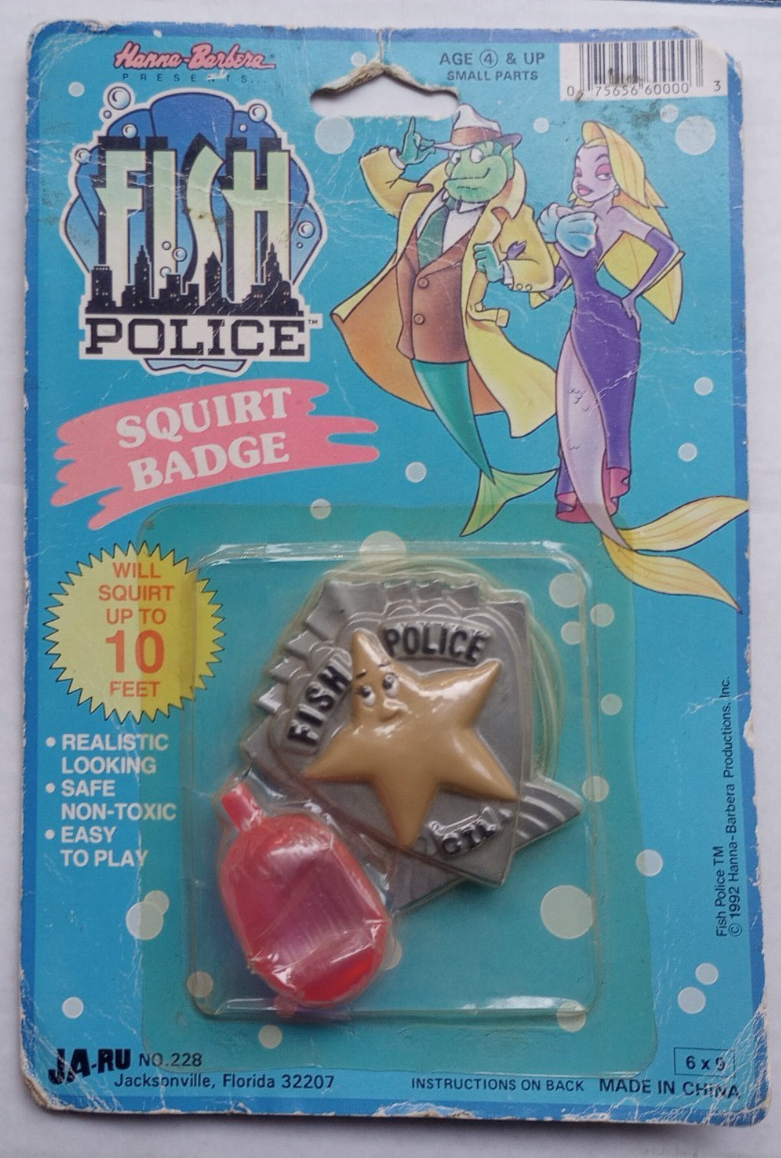 Hanna-Barbera
PRESENTS...
AGE 4 & UP
SMALL PARTS
0 75656 60000 3
FISH
POLICE™
SQUIRT
BADGE
WILL
SQUIRT
UP TO
10
FEET
• REALISTIC
LOOKING
• SAFE
NON-TOXIC
• EASY
TO PLAY
FISH POLICE
Fish Police TM
© 1992 Hanna-Barbera Productions, Inc.
JA-RU NO.228
Jacksonville, Florida 32207
INSTRUCTIONS ON BACK
6 x 9
MADE IN CHINA